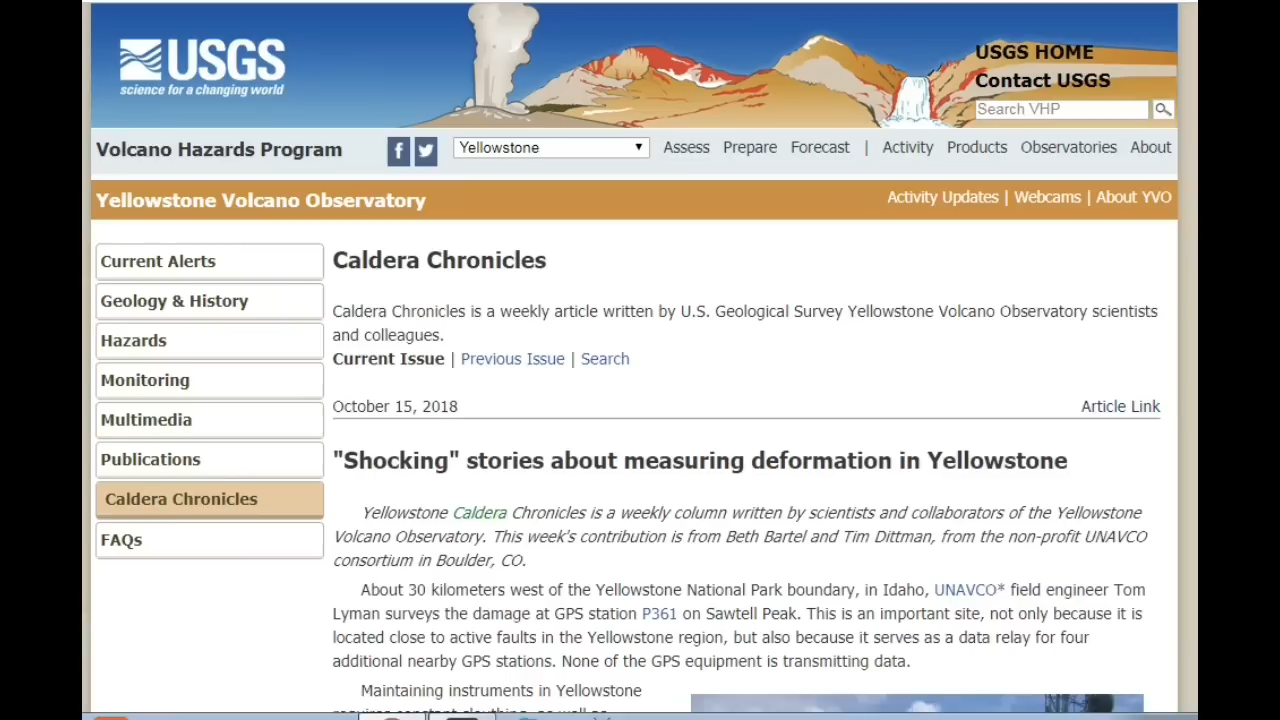 USGS
science for a changing world
USGS HOME
Contact USGS
Search VHP
Volcano Hazards Program
Yellowstone
Assess Prepare Forecast | Activity Products Observatories About
Yellowstone Volcano Observatory
Activity Updates | Webcams | About YVO
Current Alerts
Geology & History
Hazards
Monitoring
Multimedia
Publications
Caldera Chronicles
FAQs
Caldera Chronicles
Caldera Chronicles is a weekly article written by U.S. Geological Survey Yellowstone Volcano Observatory scientists
and colleagues.
Current Issue | Previous Issue | Search
October 15, 2018 Article Link
"Shocking" stories about measuring deformation in Yellowstone
Yellowstone Caldera Chronicles is a weekly column written by scientists and collaborators of the Yellowstone
Volcano Observatory. This week's contribution is from Beth Bartel and Tim Dittman, from the non-profit UNAVCO
consortium in Boulder, CO.
About 30 kilometers west of the Yellowstone National Park boundary, in Idaho, UNAVCO* field engineer Tom
Lyman surveys the damage at GPS station P361 on Sawtell Peak. This is an important site, not only because it is
located close to active faults in the Yellowstone region, but also because it serves as a data relay for four
additional nearby GPS stations. None of the GPS equipment is transmitting data.
Maintaining instruments in Yellowstone